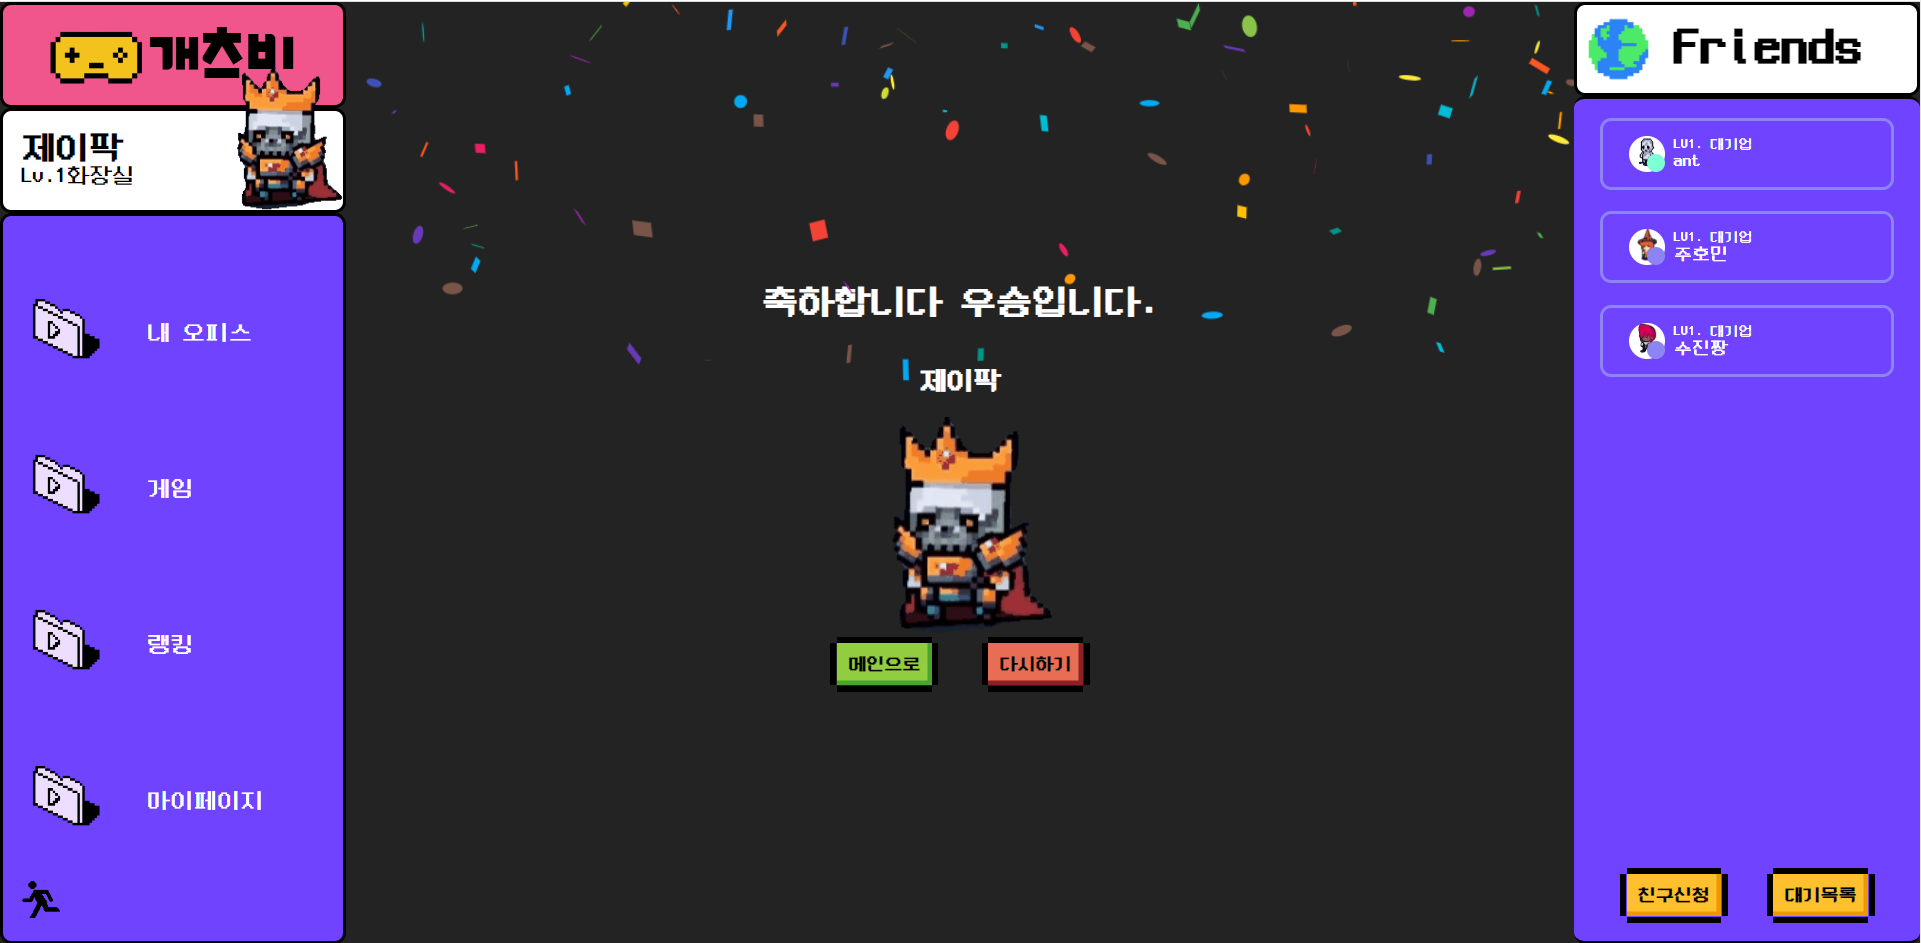 개츠비
제이팍
Lv.1화장실
내 오피스
게임
랭킹
마이페이지
축하합니다 우승입니다.
제이팍
메인으로
다시하기
Friends
LV1. 대기업
ant
LV1. 대기업
주호민
LV1. 대기업
수진짱
친구신청
대기목록